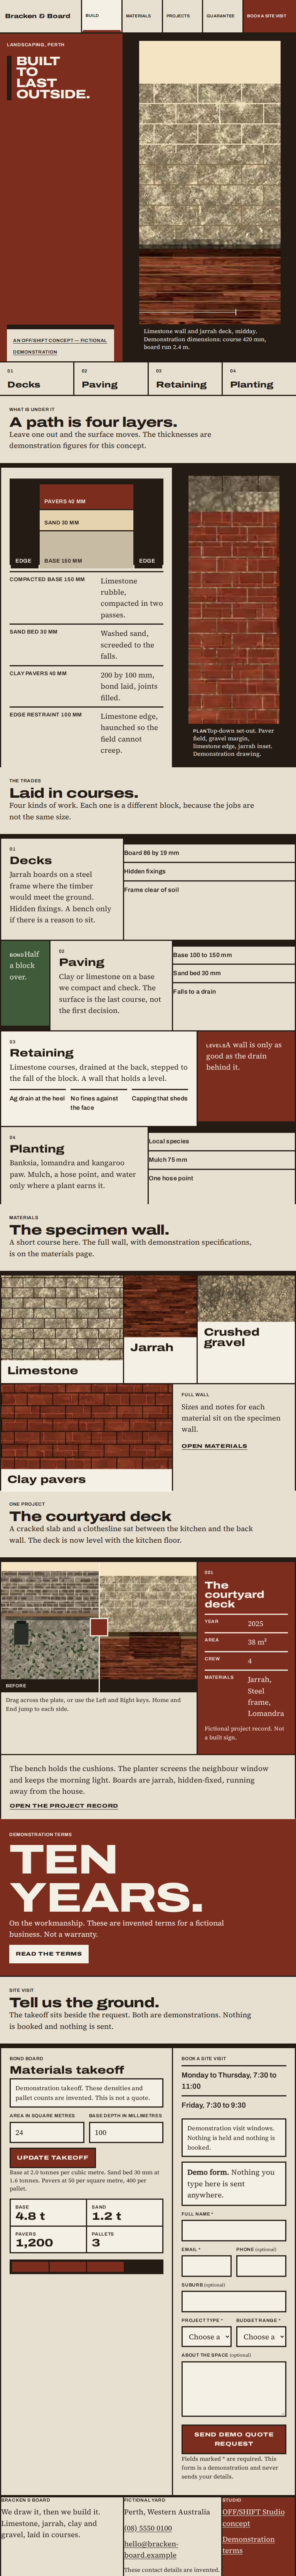 Bracken & Board
BUILD
MATERIALS
PROJECTS
GUARANTEE
BOOK A SITE VISIT
LANDSCAPING, PERTH
BUILT
TO
LAST
OUTSIDE.
AN OFF/SHIFT CONCEPT — FICTIONAL
DEMONSTRATION
Limestone wall and jarrah deck, midday.
Demonstration dimensions: course 420 mm,
board run 2.4 m.
01
Decks
02
Paving
03
Retaining
04
Planting
WHAT IS UNDER IT
A path is four layers.
Leave one out and the surface moves. The thicknesses are
demonstration figures for this concept.
PAVERS 40 MM
SAND 30 MM
EDGE
BASE 150 MM
EDGE
COMPACTED BASE 150 MM
Limestone
rubble,
compacted in two
passes.
SAND BED 30 MM
Washed sand,
screeded to the
falls.
CLAY PAVERS 40 MM
200 by 100 mm,
bond laid, joints
filled.
EDGE RESTRAINT 100 MM
Limestone edge,
haunched so the
field cannot
creep.
PLAN Top-down set-out. Paver
field, gravel margin,
limestone edge, jarrah inset.
Demonstration drawing.
THE TRADES
Laid in courses.
Four kinds of work. Each one is a different block, because the jobs are
not the same size.
01
Decks
Jarrah boards on a steel
frame where the timber
would meet the ground.
Hidden fixings. A bench only
if there is a reason to sit.
Board 86 by 19 mm
Hidden fixings
Frame clear of soil
BOND Half
a block
over.
02
Paving
Clay or limestone on a base
we compact and check. The
surface is the last course, not
the first decision.
Base 100 to 150 mm
Sand bed 30 mm
Falls to a drain
03
Retaining
Limestone courses, drained at the back, stepped to
the fall of the block. A wall that holds a level.
Ag drain at the heel
No fines against
the face
Capping that sheds
LEVELS A wall is only as
good as the drain
behind it.
04
Planting
Banksia, lomandra and kangaroo
paw. Mulch, a hose point, and water
only where a plant earns it.
Local species
Mulch 75 mm
One hose point
MATERIALS
The specimen wall.
A short course here. The full wall, with demonstration specifications,
is on the materials page.
Limestone
Jarrah
Crushed
gravel
Clay pavers
FULL WALL
Sizes and notes for each
material sit on the specimen
wall.
OPEN MATERIALS
ONE PROJECT
The courtyard deck
A cracked slab and a clothesline sat between the kitchen and the back
wall. The deck is now level with the kitchen floor.
BEFORE
Drag across the plate, or use the Left and Right keys. Home and
End jump to each side.
001
The
courtyard
deck
YEAR
2025
AREA
38 m²
CREW
4
MATERIALS
Jarrah,
Steel
frame,
Lomandra
Fictional project record. Not
a built sign.
The bench holds the cushions. The planter screens the neighbour window
and keeps the morning light. Boards are jarrah, hidden-fixed, running
away from the house.
OPEN THE PROJECT RECORD
DEMONSTRATION TERMS
TEN
YEARS.
On the workmanship. These are invented terms for a fictional
business. Not a warranty.
READ THE TERMS
SITE VISIT
Tell us the ground.
The takeoff sits beside the request. Both are demonstrations. Nothing
is booked and nothing is sent.
BOND BOARD
Materials takeoff
Demonstration takeoff. These densities and
pallet counts are invented. This is not a quote.
AREA IN SQUARE METRES
24
BASE DEPTH IN MILLIMETRES
100
UPDATE TAKEOFF
Base at 2.0 tonnes per cubic metre. Sand bed 30 mm at
1.6 tonnes. Pavers at 50 per square metre, 400 per
pallet.
BASE
4.8 t
SAND
1.2 t
PAVERS
1,200
PALLETS
3
BOOK A SITE VISIT
Monday to Thursday, 7:30 to
11:00
Friday, 7:30 to 9:30
Demonstration visit windows.
Nothing is held and nothing is
booked.
Demo form. Nothing you
type here is sent
anywhere.
FULL NAME *
EMAIL *
PHONE (optional)
SUBURB (optional)
PROJECT TYPE *
BUDGET RANGE *
Choose a
Choose a
ABOUT THE SPACE (optional)
SEND DEMO QUOTE
REQUEST
Fields marked * are required. This
form is a demonstration and never
sends your details.
BRACKEN & BOARD
We draw it, then we build it.
Limestone, jarrah, clay and
gravel, laid in courses.
FICTIONAL YARD
Perth, Western Australia
(08) 5550 0100
hello@bracken-
board.example
These contact details are invented.
STUDIO
OFF/SHIFT Studio
concept
Demonstration
terms